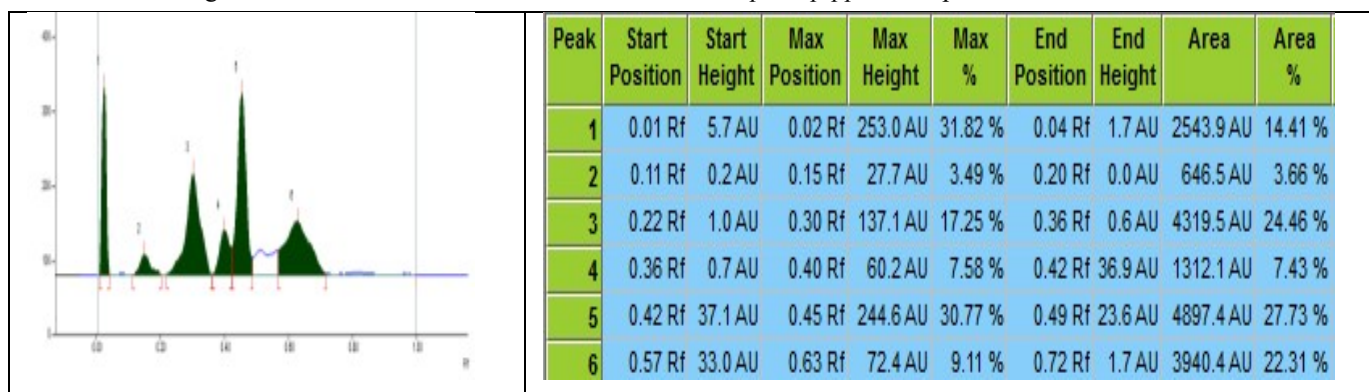 Peak Start Position Start Height Max Position Max Height Max % End Position End Height Area Area %
1 0.01 Rf 5.7 AU 0.02 Rf 253.0 AU 31.82 % 0.04 Rf 1.7 AU 2543.9 AU 14.41 %
2 0.11 Rf 0.2 AU 0.15 Rf 27.7 AU 3.49 % 0.20 Rf 0.0 AU 646.5 AU 3.66 %
3 0.22 Rf 1.0 AU 0.30 Rf 137.1 AU 17.25 % 0.36 Rf 0.6 AU 4319.5 AU 24.46 %
4 0.36 Rf 0.7 AU 0.40 Rf 60.2 AU 7.58 % 0.42 Rf 36.9 AU 1312.1 AU 7.43 %
5 0.42 Rf 37.1 AU 0.45 Rf 244.6 AU 30.77 % 0.49 Rf 23.6 AU 4897.4 AU 27.73 %
6 0.57 Rf 33.0 AU 0.63 Rf 72.4 AU 9.11 % 0.72 Rf 1.7 AU 3940.4 AU 22.31 %